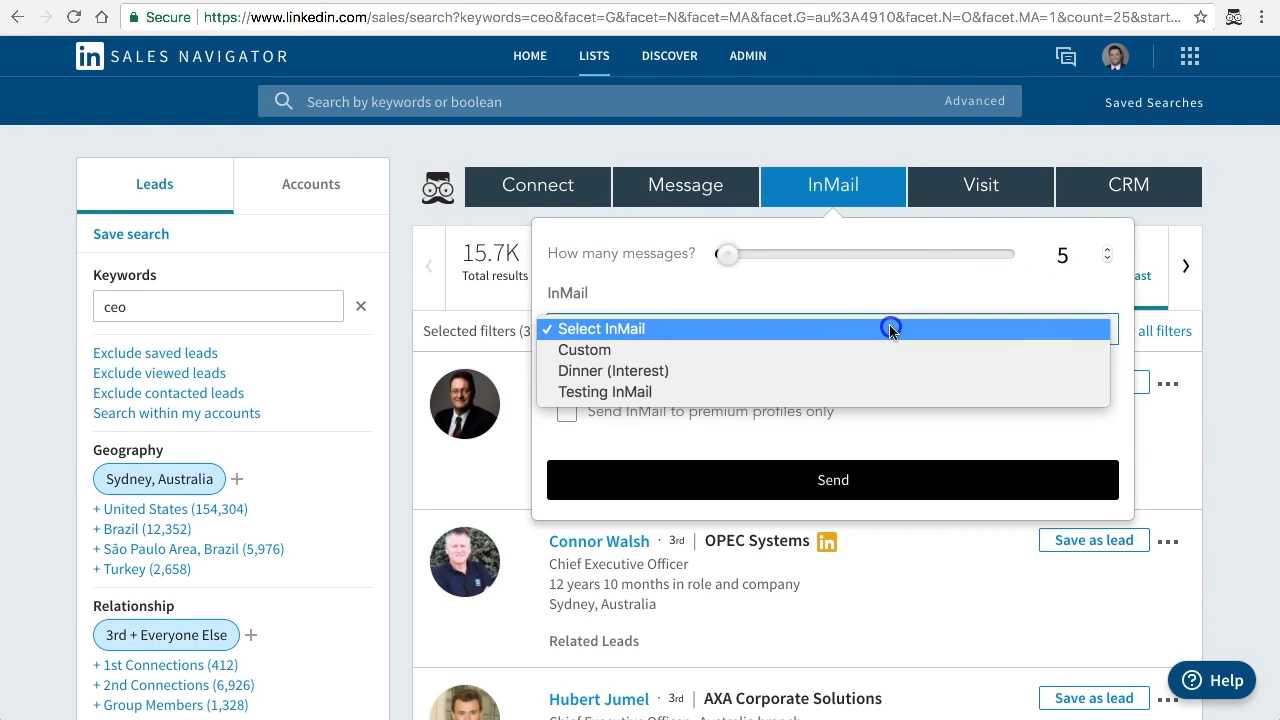 Secure
https://www.linkedin.com/sales/search?keywords=ceo&facet=G&facet=N&facet=MA&facet.G=au%3A4910&facet.N=O&facet.MA=1&count=25&start...
in SALES NAVIGATOR
HOME
LISTS
DISCOVER
ADMIN
Search by keywords or boolean
Advanced
Saved Searches
Leads
Accounts
Save search
Keywords
ceo
Exclude saved leads
Exclude viewed leads
Exclude contacted leads
Search within my accounts
Geography
Sydney, Australia
+ United States (154,304)
+ Brazil (12,352)
+ São Paulo Area, Brazil (5,976)
+ Turkey (2,658)
Relationship
3rd + Everyone Else
+ 1st Connections (412)
+ 2nd Connections (6,926)
+ Group Members (1,328)
Connect
Message
InMail
Visit
CRM
15.7K
Total results
ast
Selected filters (3
all filters
How many messages?
5
InMail
✓ Select InMail
Custom
Dinner (Interest)
Testing InMail
Send InMail to premium profiles only
Send
Connor Walsh · 3rd | OPEC Systems in
Save as lead
Chief Executive Officer
12 years 10 months in role and company
Sydney, Australia
Related Leads
Hubert Jumel · 3rd | AXA Corporate Solutions
Save as lead
Help